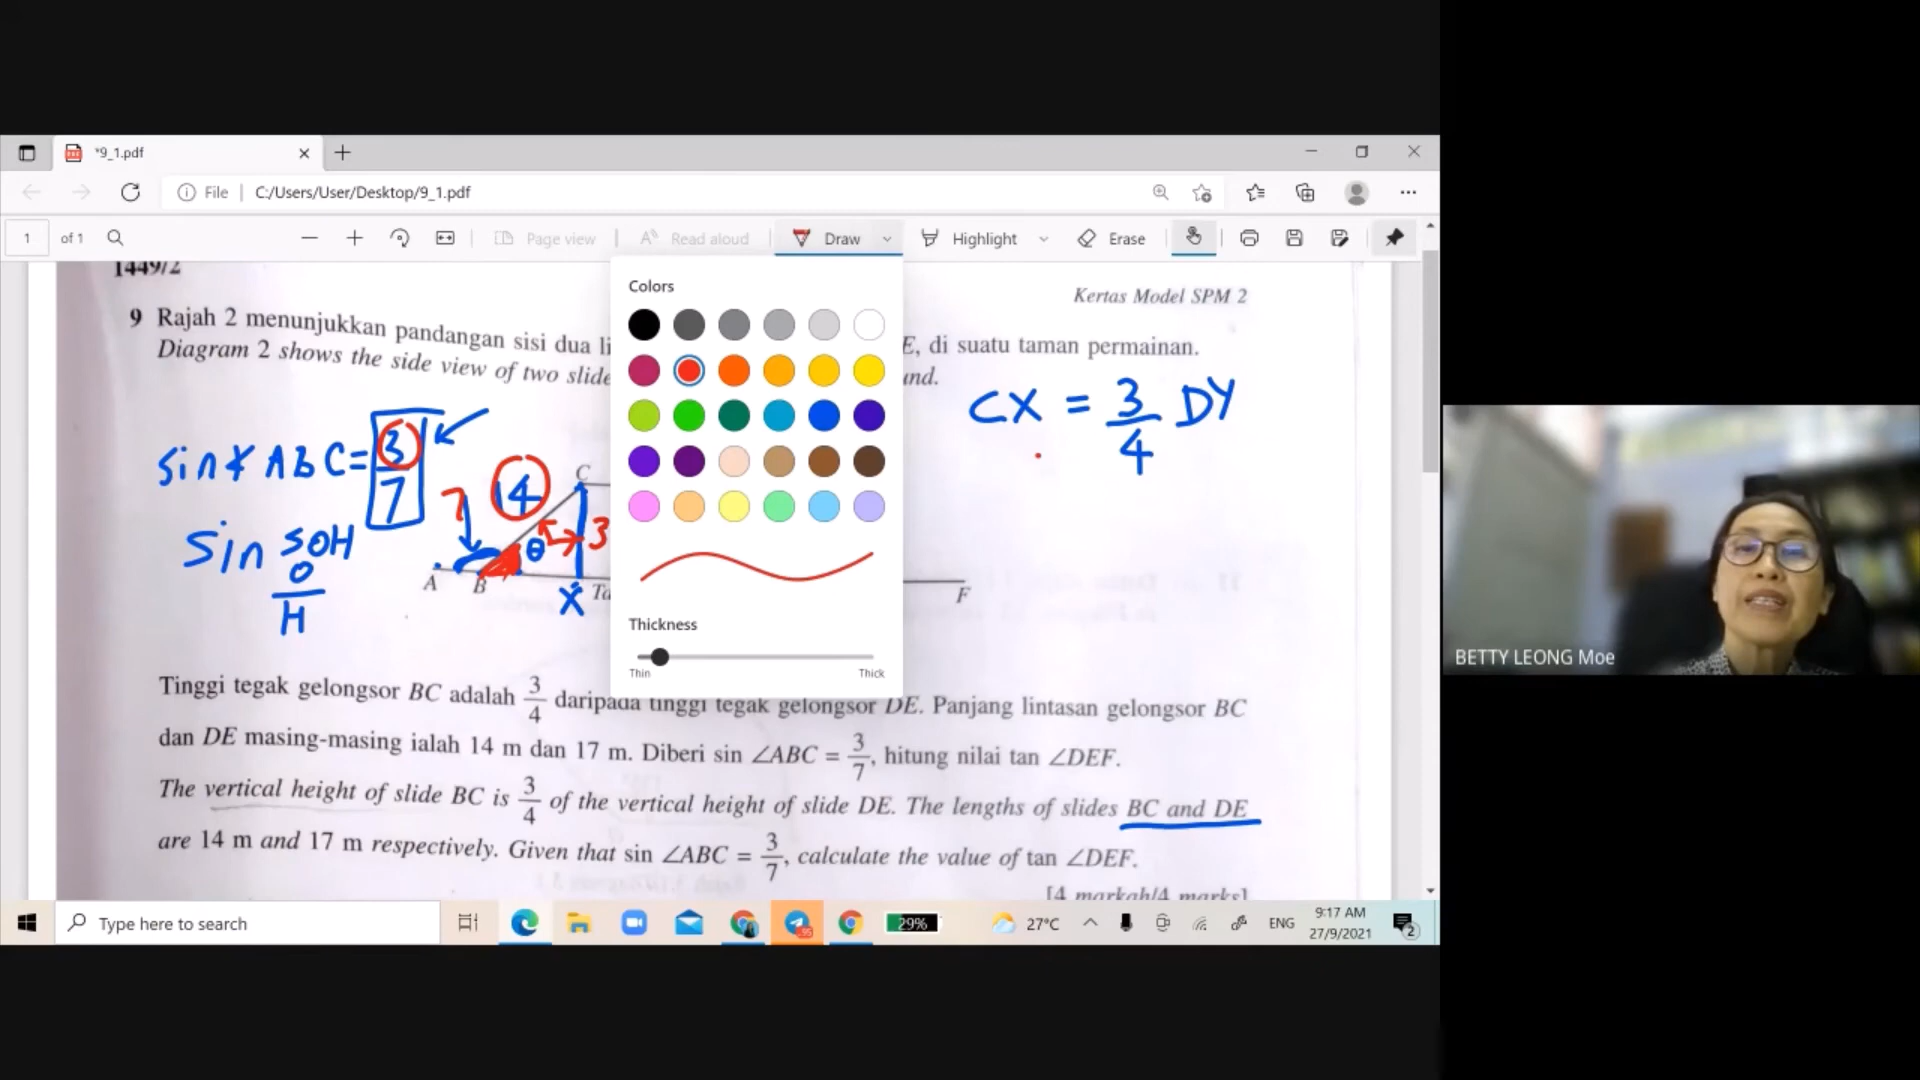 *9_1.pdf
File
C:/Users/User/Desktop/9_1.pdf
1 of 1
Page view
Read aloud
Draw
Highlight
Erase
1449/2
Kertas Model SPM 2
9 Rajah 2 menunjukkan pandangan sisi dua li
E, di suatu taman permainan.
Diagram 2 shows the side view of two slide
und.
Colors
Thickness
Thin
Thick
CX = 3/4 DY
sin∡ABC= 3/7
Sin SOH
O/H
7
14
C
θ
3
A
B
X
Ta
F
Tinggi tegak gelongsor BC adalah 3/4 daripada tinggi tegak gelongsor DE. Panjang lintasan gelongsor BC
dan DE masing-masing ialah 14 m dan 17 m. Diberi sin ∠ABC = 3/7, hitung nilai tan ∠DEF.
The vertical height of slide BC is 3/4 of the vertical height of slide DE. The lengths of slides BC and DE
are 14 m and 17 m respectively. Given that sin ∠ABC = 3/7, calculate the value of tan ∠DEF.
[4 markah/4 marks]
BETTY LEONG Moe
Type here to search
95
29%
27°C
ENG
9:17 AM
27/9/2021
2